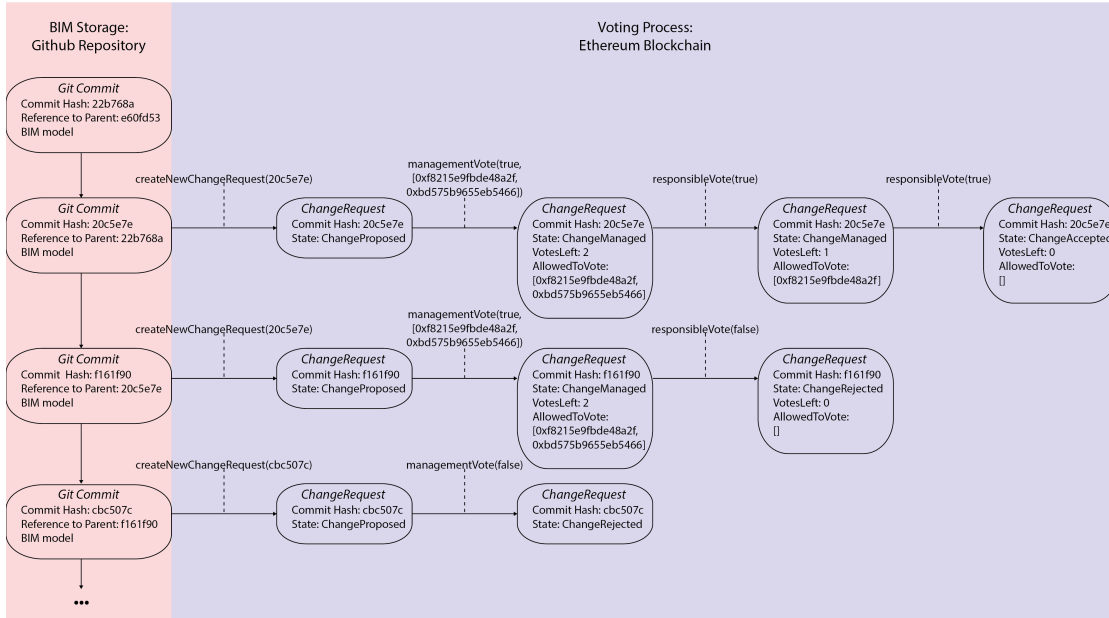 BIM Storage:
Github Repository
Voting Process:
Ethereum Blockchain
Git Commit
Commit Hash: 22b768a
Reference to Parent: e60fd53
BIM model
createNewChangeRequest(20c5e7e)
managementVote(true,
[0xf8215e9fbde48a2f,
0xbd575b9655eb5466])
responsibleVote(true)
responsibleVote(true)
Git Commit
Commit Hash: 20c5e7e
Reference to Parent: 22b768a
BIM model
ChangeRequest
Commit Hash: 20c5e7e
State: ChangeProposed
ChangeRequest
Commit Hash: 20c5e7e
State: ChangeManaged
VotesLeft: 2
AllowedToVote:
[0xf8215e9fbde48a2f,
0xbd575b9655eb5466]
ChangeRequest
Commit Hash: 20c5e7e
State: ChangeManaged
VotesLeft: 1
AllowedToVote:
[0xf8215e9fbde48a2f]
ChangeRequest
Commit Hash: 20c5e7e
State: ChangeAccepted
VotesLeft: 0
AllowedToVote:
[]
createNewChangeRequest(20c5e7e)
managementVote(true,
[0xf8215e9fbde48a2f,
0xbd575b9655eb5466])
responsibleVote(false)
Git Commit
Commit Hash: f161f90
Reference to Parent: 20c5e7e
BIM model
ChangeRequest
Commit Hash: f161f90
State: ChangeProposed
ChangeRequest
Commit Hash: f161f90
State: ChangeManaged
VotesLeft: 2
AllowedToVote:
[0xf8215e9fbde48a2f,
0xbd575b9655eb5466]
ChangeRequest
Commit Hash: f161f90
State: ChangeRejected
VotesLeft: 0
AllowedToVote:
[]
createNewChangeRequest(cbc507c)
managementVote(false)
Git Commit
Commit Hash: cbc507c
Reference to Parent: f161f90
BIM model
ChangeRequest
Commit Hash: cbc507c
State: ChangeProposed
ChangeRequest
Commit Hash: cbc507c
State: ChangeRejected
...